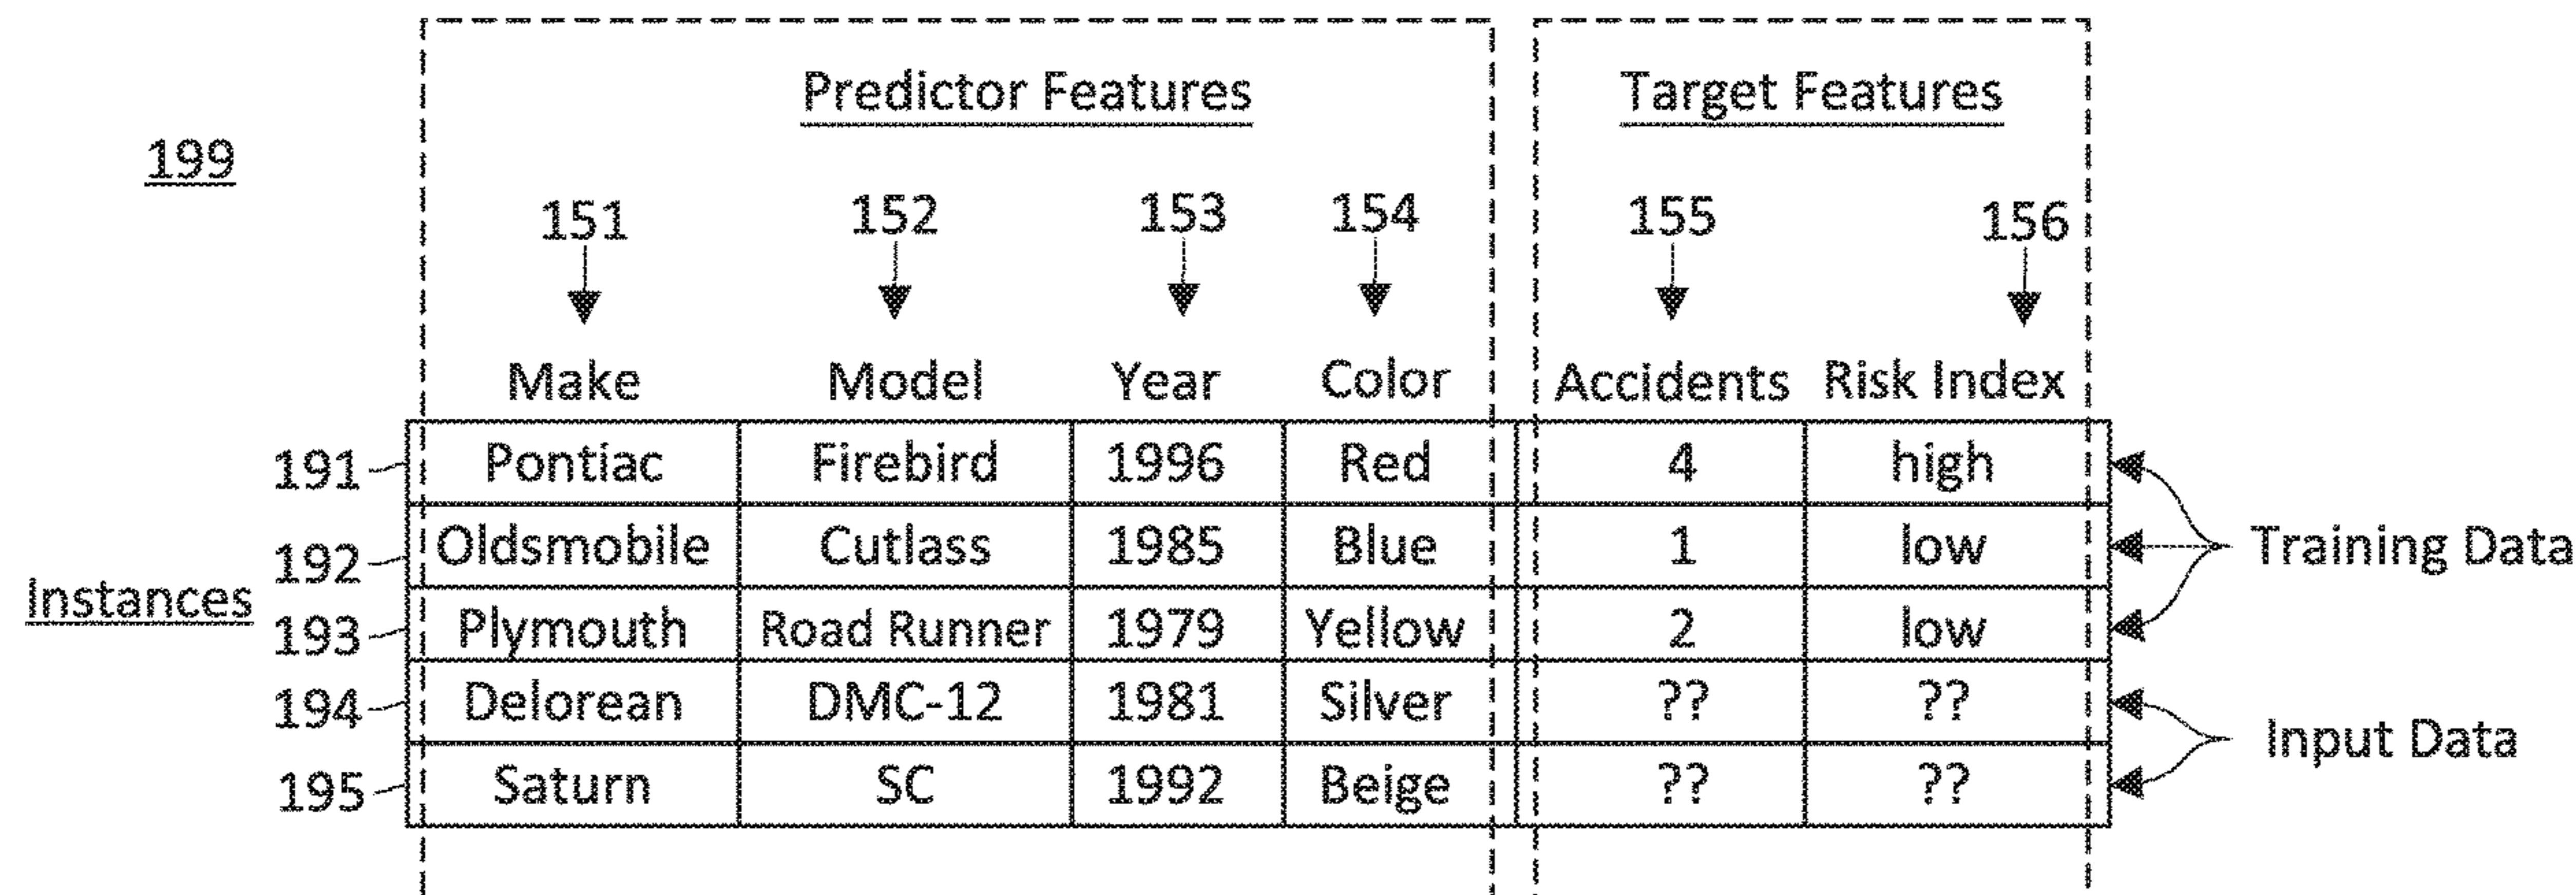 Predictor Features Target Features
199
151 152 153 154 155 156
Make Model Year Color Accidents Risk Index
191 Pontiac Firebird 1996 Red 4 high
192 Oldsmobile Cutlass 1985 Blue 1 low Training Data
Instances
193 Plymouth Road Runner 1979 Yellow 2 low
194 Delorean DMC-12 1981 Silver ?? ??
Input Data
195 Saturn SC 1992 Beige ?? ??